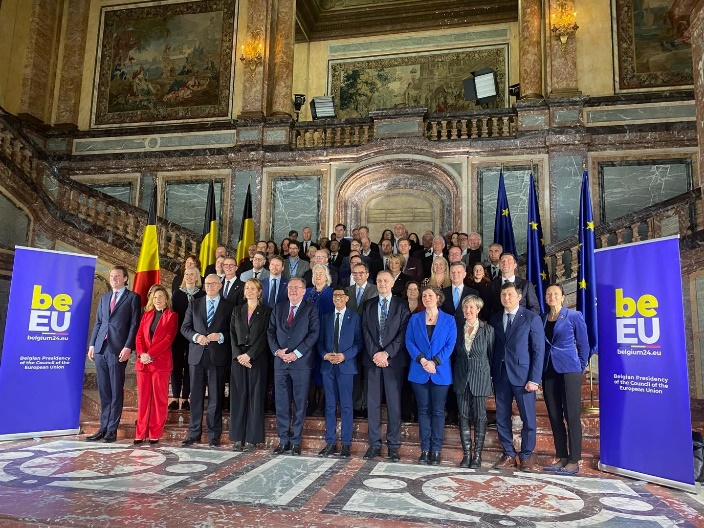 be
EU
belgium24.eu
Belgian Presidency
of the Council of the
European Union
be
EU
belgium24.eu
Belgian Presidency
of the Council of the
European Union